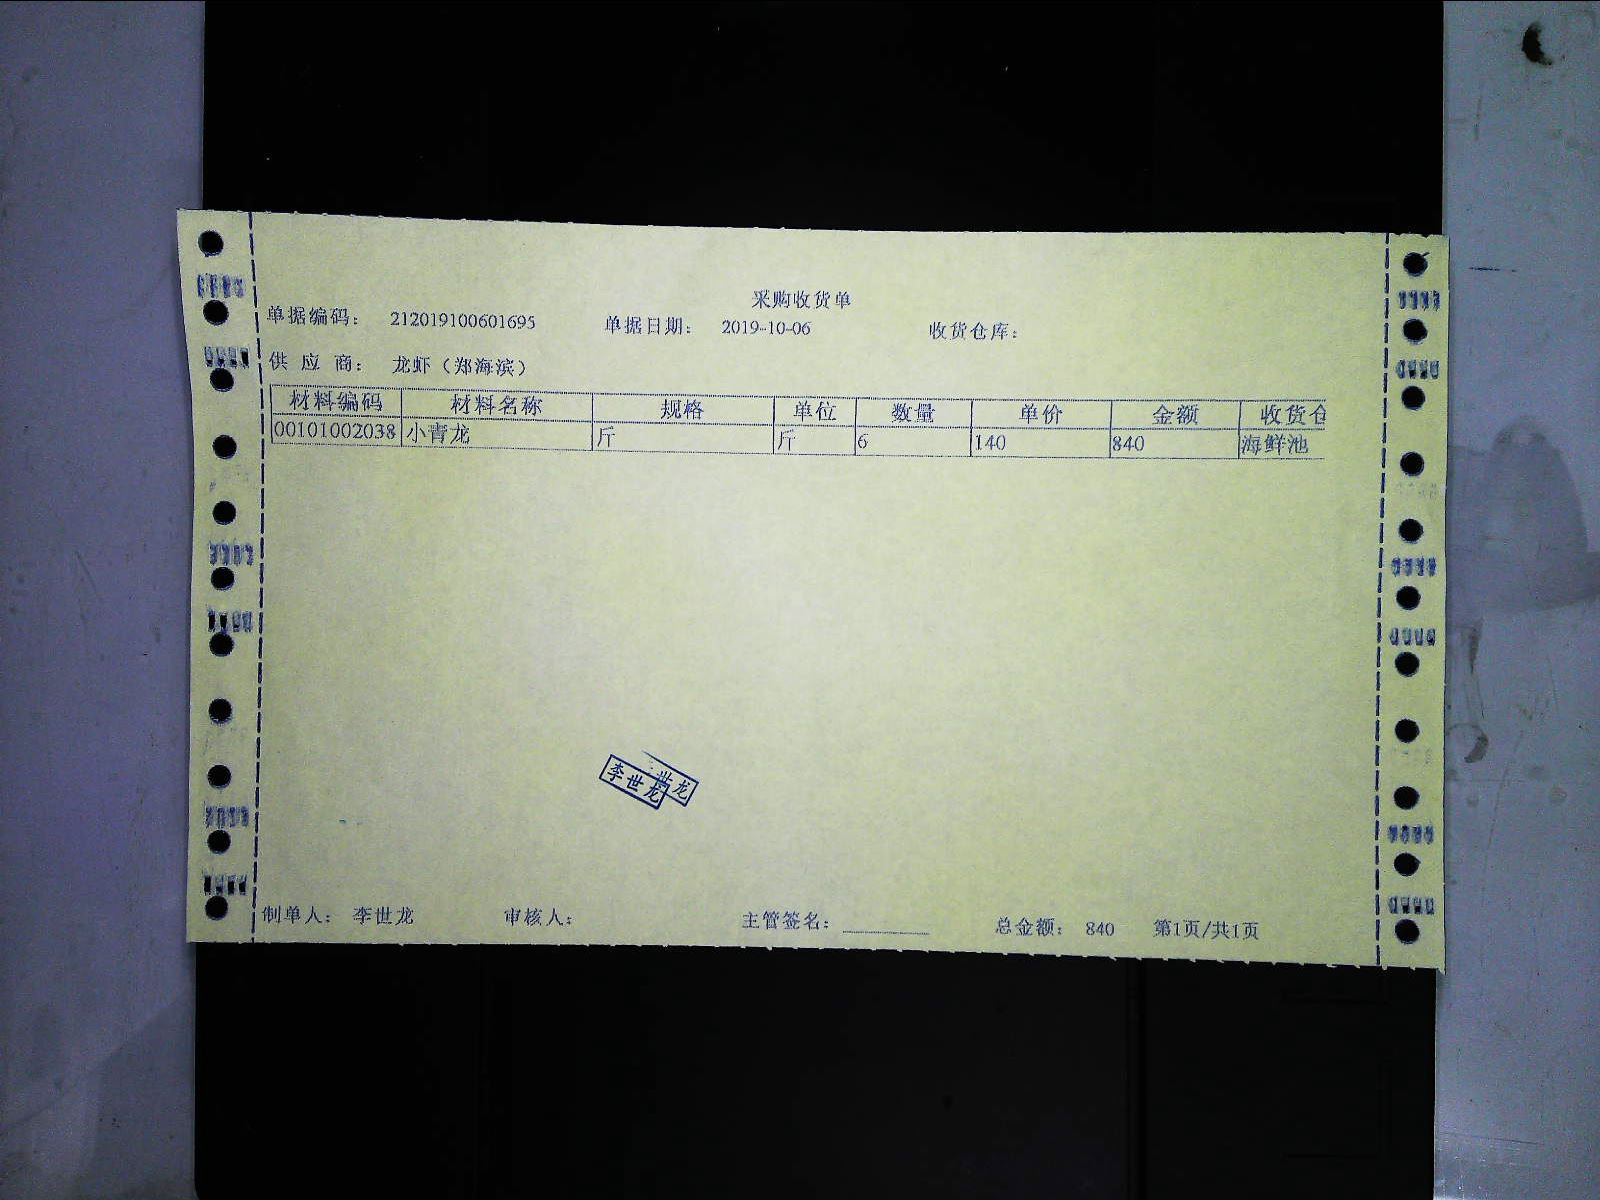 采购收货单
单据编码： 212019100601695 单据日期： 2019-10-06 收货仓库：
供 应 商： 龙虾（郑海滨）
材料编码 材料名称 规格 单位 数量 单价 金额 收货仓
00101002038 小青龙 斤 斤 6 140 840 海鲜池
李世龙
世龙
制单人： 李世龙 审核人： 主管签名： 总金额： 840 第1页/共1页